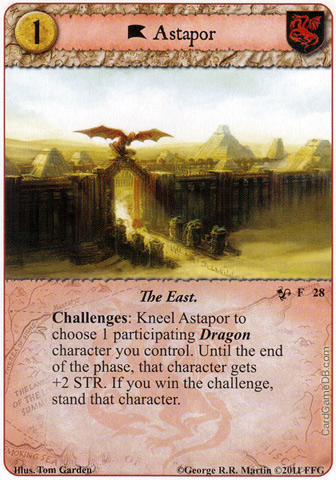 1
Astapor
The East.
F 28
Challenges: Kneel Astapor to
choose 1 participating Dragon
character you control. Until the end
of the phase, that character gets
+2 STR. If you win the challenge,
stand that character.
CardGameDB.com
Illus. Tom Garden
©George R.R. Martin ©2011 FFG